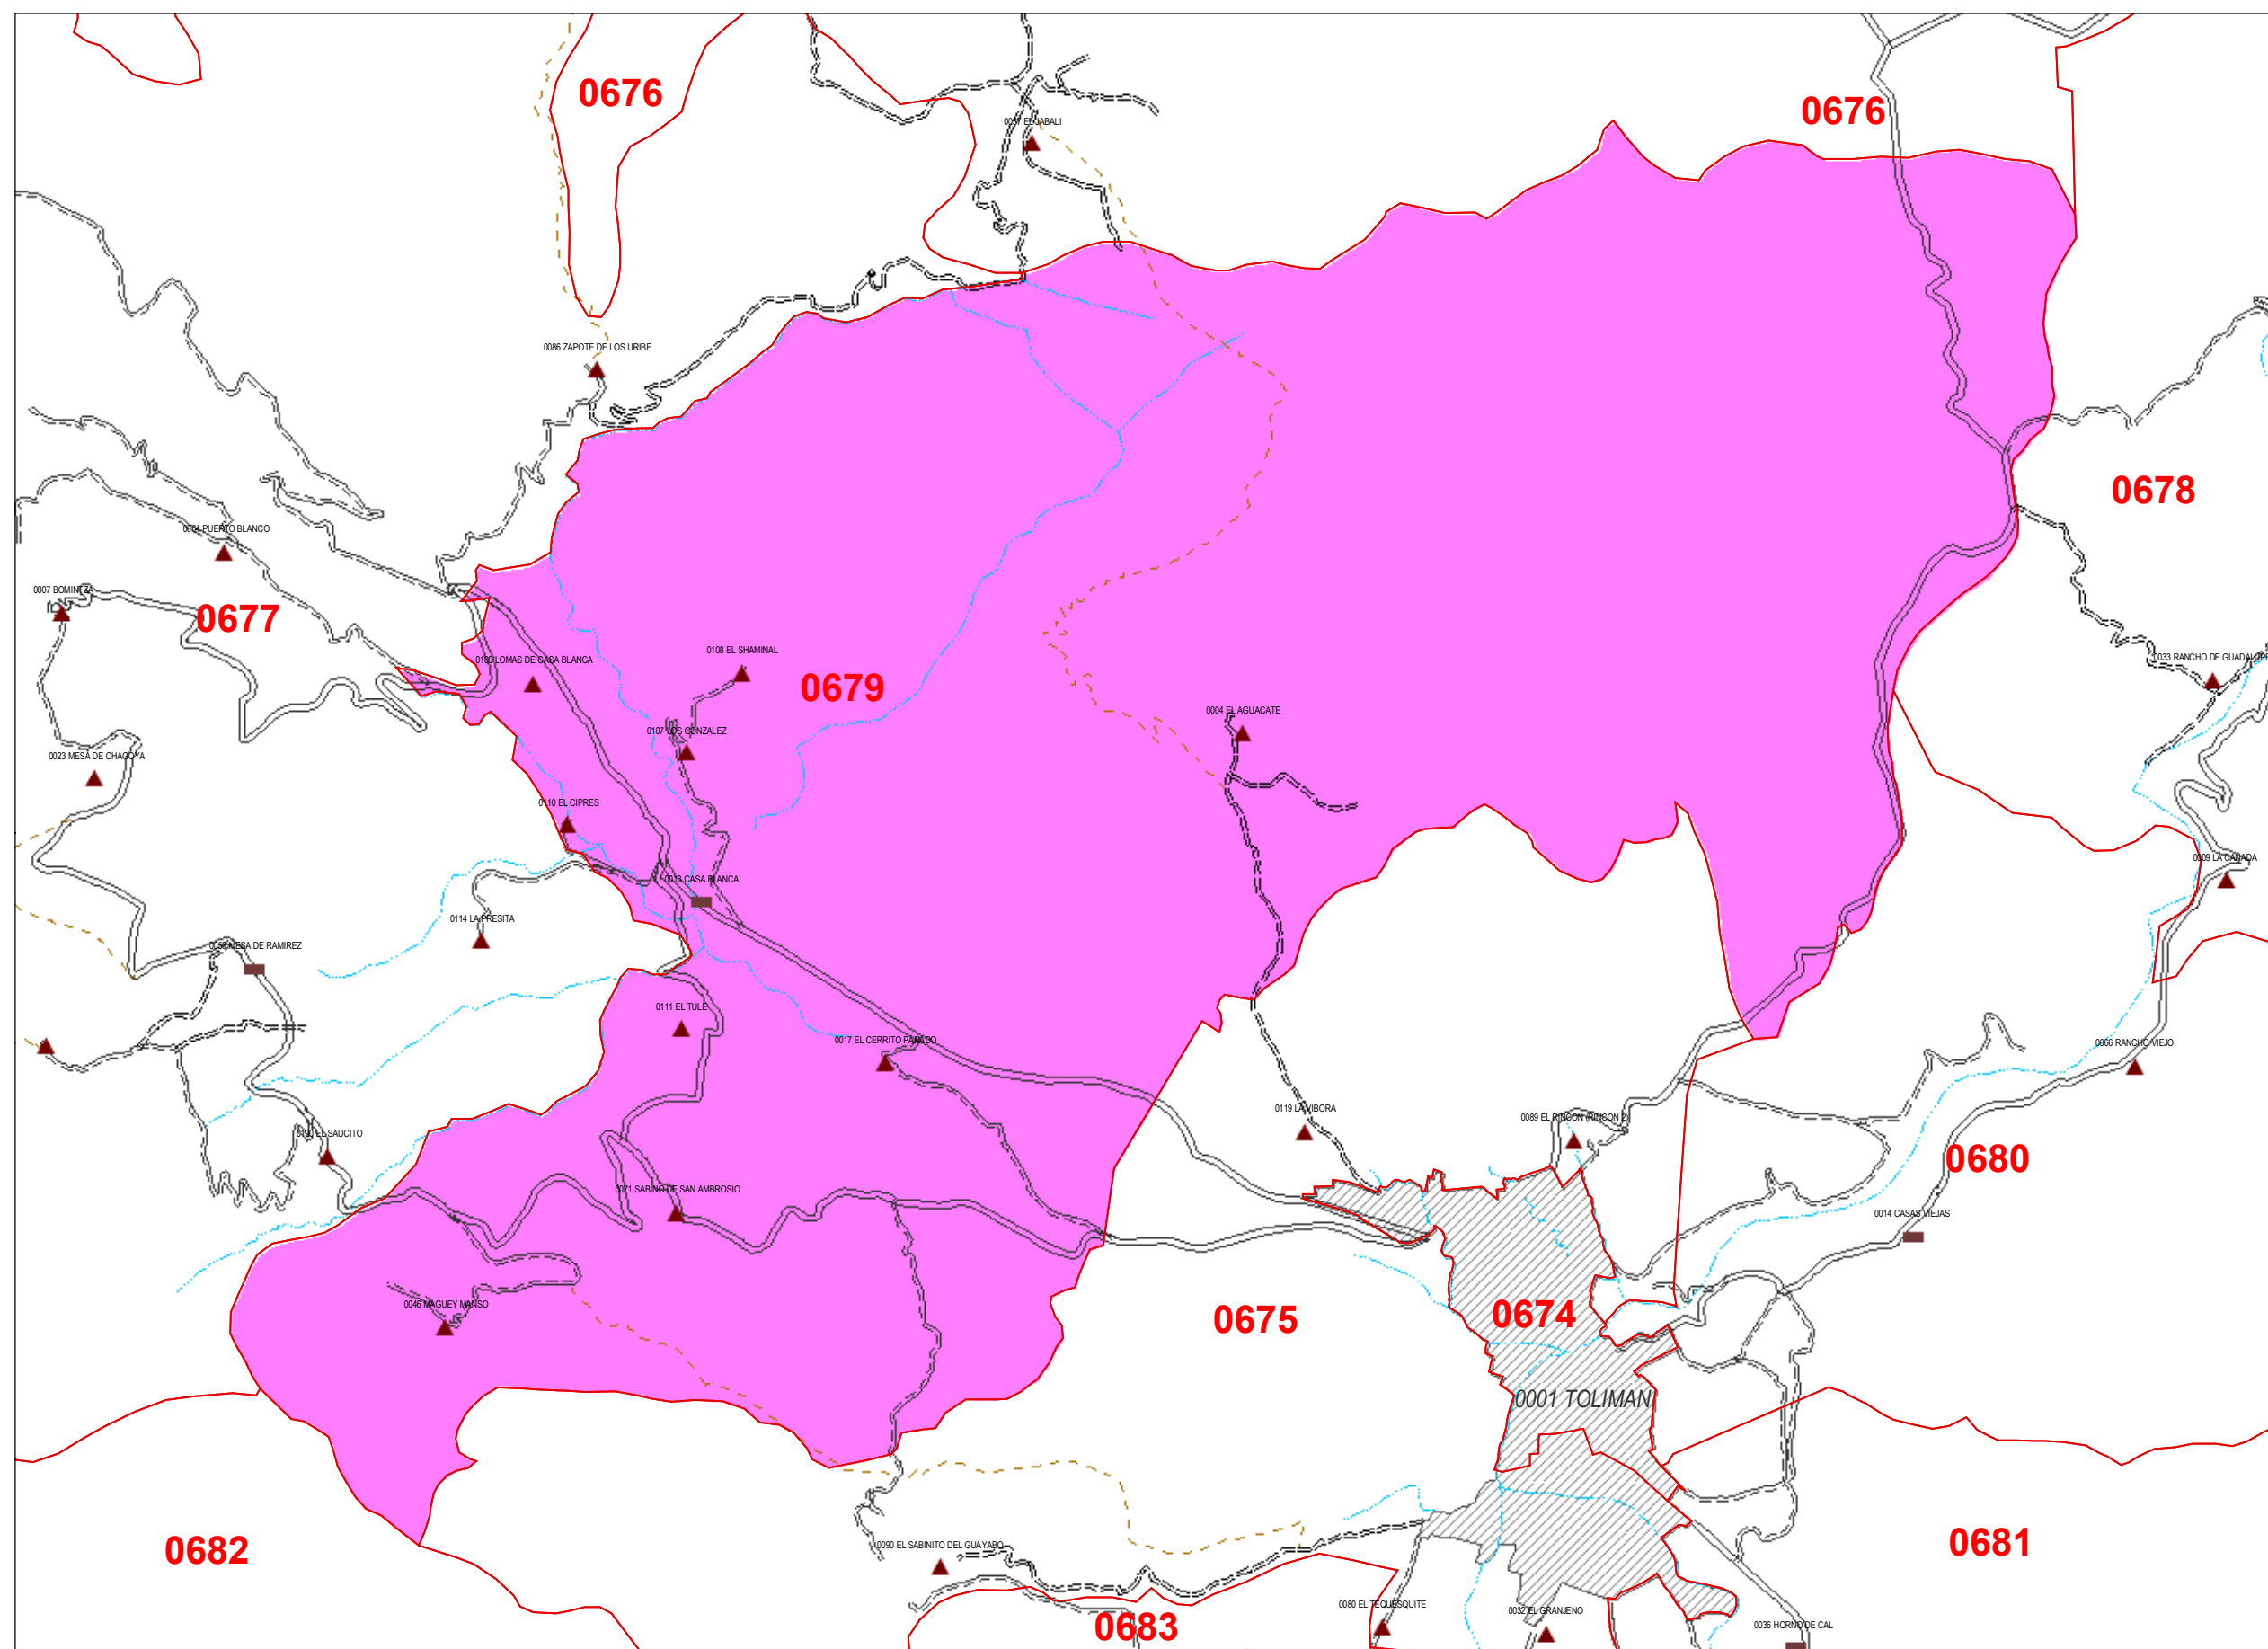 0676
0676
0037 EL JABALI
0086 ZAPOTE DE LOS URIBE
0678
0064 PUERTO BLANCO
0007 BOMINTZA
0677
0109 LOMAS DE CASA BLANCA
0108 EL SHAMINAL
0679
0033 RANCHO DE GUADALUPE
0004 EL AGUACATE
0107 LOS GONZALEZ
0023 MESA DE CHAGOYA
0110 EL CIPRES
0009 LA CAÑADA
0013 CASA BLANCA
0114 LA PRESITA
MESA DE RAMIREZ
0111 EL TULE
0017 EL CERRITO PARADO
0066 RANCHO VIEJO
0119 LA VIBORA
0089 EL RINCON (RINCON 2)
EL SAUCITO
0680
0071 SABINO DE SAN AMBROSIO
0014 CASAS VIEJAS
0046 MAGUEY MANSO
0675
0674
0001 TOLIMAN
0682
0681
0090 EL SABINITO DEL GUAYABO
0080 EL TEQUESQUITE
0032 EL GRANJENO
0683
0036 HORNO DE CAL